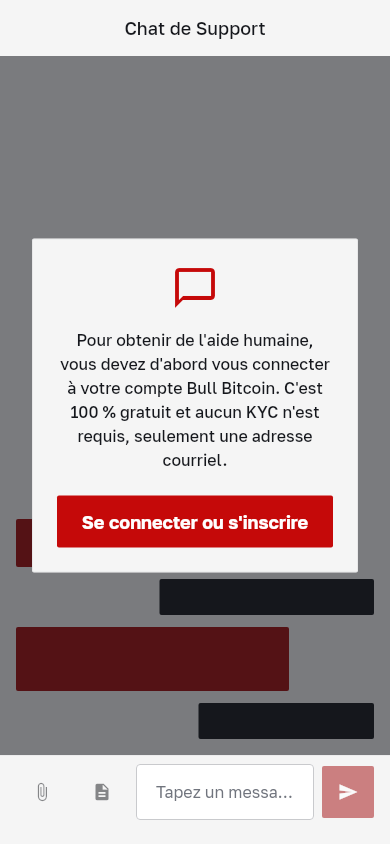 Chat de Support
Pour obtenir de l'aide humaine,
vous devez d'abord vous connecter
à votre compte Bull Bitcoin. C'est
100 % gratuit et aucun KYC n'est
requis, seulement une adresse
courriel.
Se connecter ou s'inscrire
Tapez un messa...